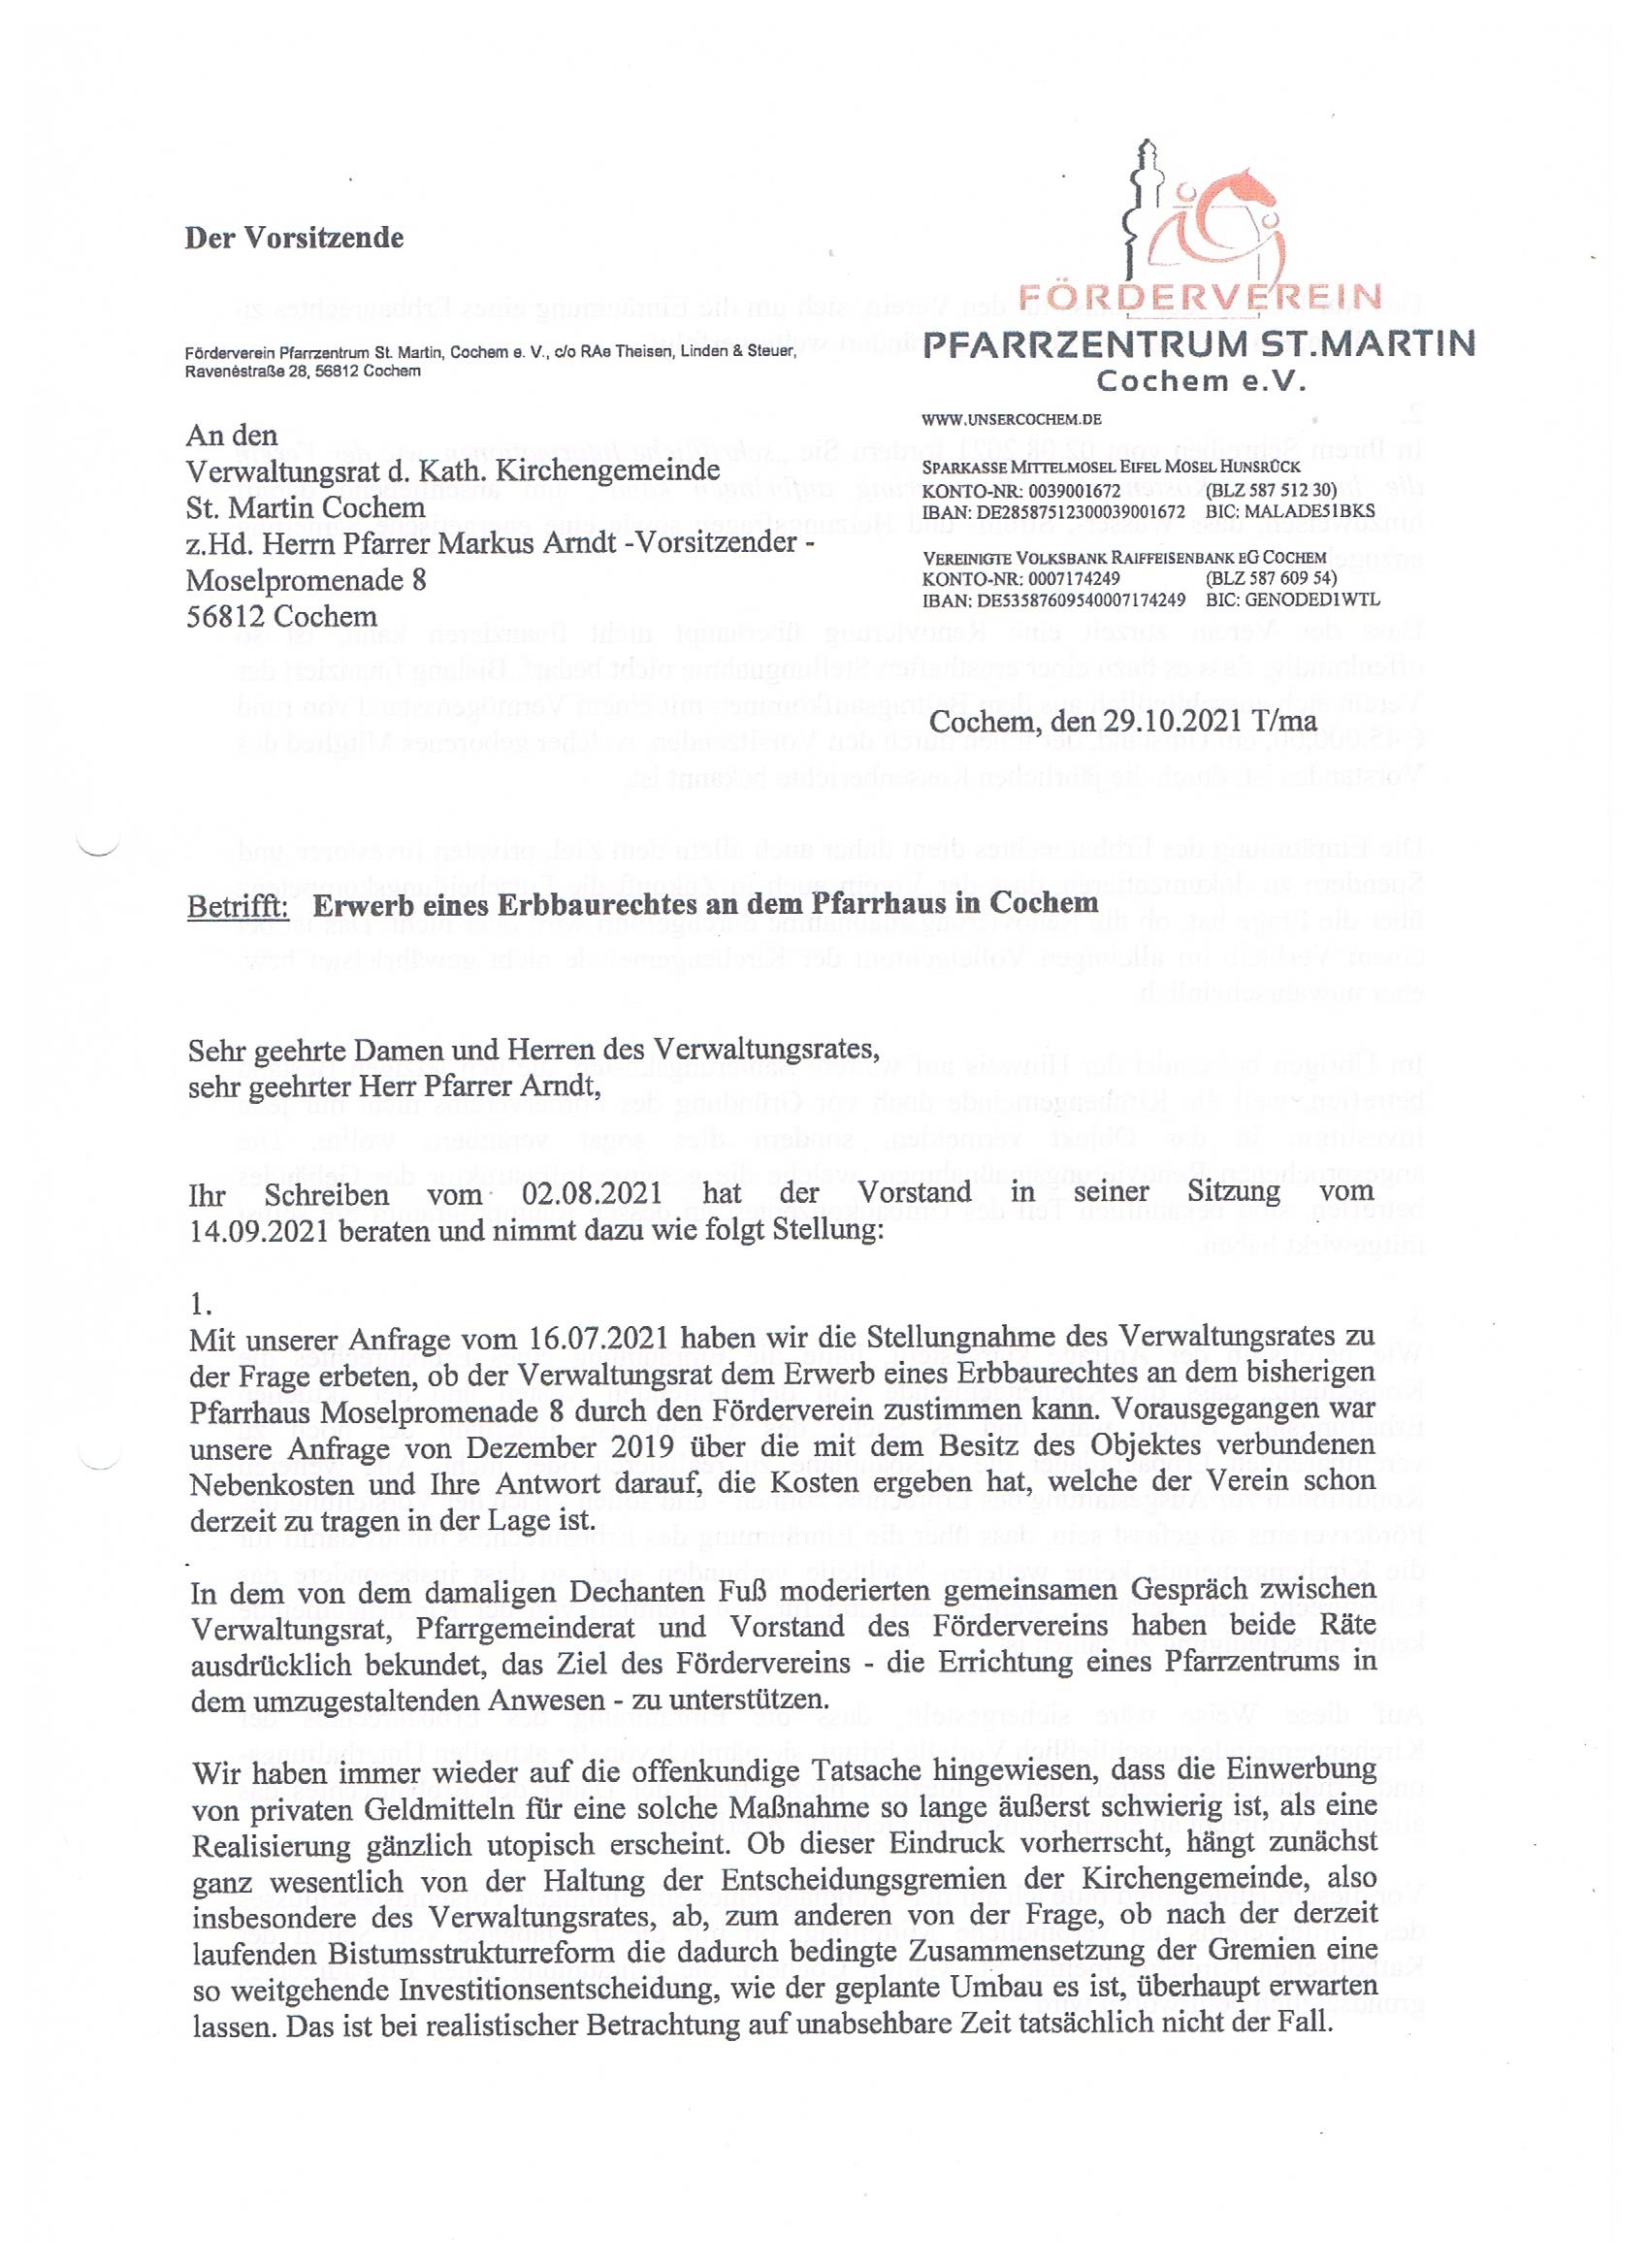 Der Vorsitzende
FÖRDERVEREIN
PFARRZENTRUM ST.MARTIN
Cochem e.V.
Förderverein Pfarrzentrum St. Martin, Cochem e. V., c/o RAe Theisen, Linden & Steuer,
Ravenéstraße 28, 56812 Cochem
WWW.UNSERCOCHEM.DE
An den
Verwaltungsrat d. Kath. Kirchengemeinde
St. Martin Cochem
z.Hd. Herrn Pfarrer Markus Arndt -Vorsitzender -
Moselpromenade 8
56812 Cochem
SPARKASSE MITTELMOSEL EIFEL MOSEL HUNSRÜCK
KONTO-NR: 0039001672 (BLZ 587 512 30)
IBAN: DE28587512300039001672 BIC: MALADE51BKS
VEREINIGTE VOLKSBANK RAIFFEISENBANK EG COCHEM
KONTO-NR: 0007174249 (BLZ 587 609 54)
IBAN: DE53587609540007174249 BIC: GENODED1WTL
Cochem, den 29.10.2021 T/ma
Betrifft: Erwerb eines Erbbaurechtes an dem Pfarrhaus in Cochem
Sehr geehrte Damen und Herren des Verwaltungsrates,
sehr geehrter Herr Pfarrer Arndt,
Ihr Schreiben vom 02.08.2021 hat der Vorstand in seiner Sitzung vom
14.09.2021 beraten und nimmt dazu wie folgt Stellung:
1.
Mit unserer Anfrage vom 16.07.2021 haben wir die Stellungnahme des Verwaltungsrates zu
der Frage erbeten, ob der Verwaltungsrat dem Erwerb eines Erbbaurechtes an dem bisherigen
Pfarrhaus Moselpromenade 8 durch den Förderverein zustimmen kann. Vorausgegangen war
unsere Anfrage von Dezember 2019 über die mit dem Besitz des Objektes verbundenen
Nebenkosten und Ihre Antwort darauf, die Kosten ergeben hat, welche der Verein schon
derzeit zu tragen in der Lage ist.
In dem von dem damaligen Dechanten Fuß moderierten gemeinsamen Gespräch zwischen
Verwaltungsrat, Pfarrgemeinderat und Vorstand des Fördervereins haben beide Räte
ausdrücklich bekundet, das Ziel des Fördervereins - die Errichtung eines Pfarrzentrums in
dem umzugestaltenden Anwesen - zu unterstützen.
Wir haben immer wieder auf die offenkundige Tatsache hingewiesen, dass die Einwerbung
von privaten Geldmitteln für eine solche Maßnahme so lange äußerst schwierig ist, als eine
Realisierung gänzlich utopisch erscheint. Ob dieser Eindruck vorherrscht, hängt zunächst
ganz wesentlich von der Haltung der Entscheidungsgremien der Kirchengemeinde, also
insbesondere des Verwaltungsrates, ab, zum anderen von der Frage, ob nach der derzeit
laufenden Bistumsstrukturreform die dadurch bedingte Zusammensetzung der Gremien eine
so weitgehende Investitionsentscheidung, wie der geplante Umbau es ist, überhaupt erwarten
lassen. Das ist bei realistischer Betrachtung auf unabsehbare Zeit tatsächlich nicht der Fall.